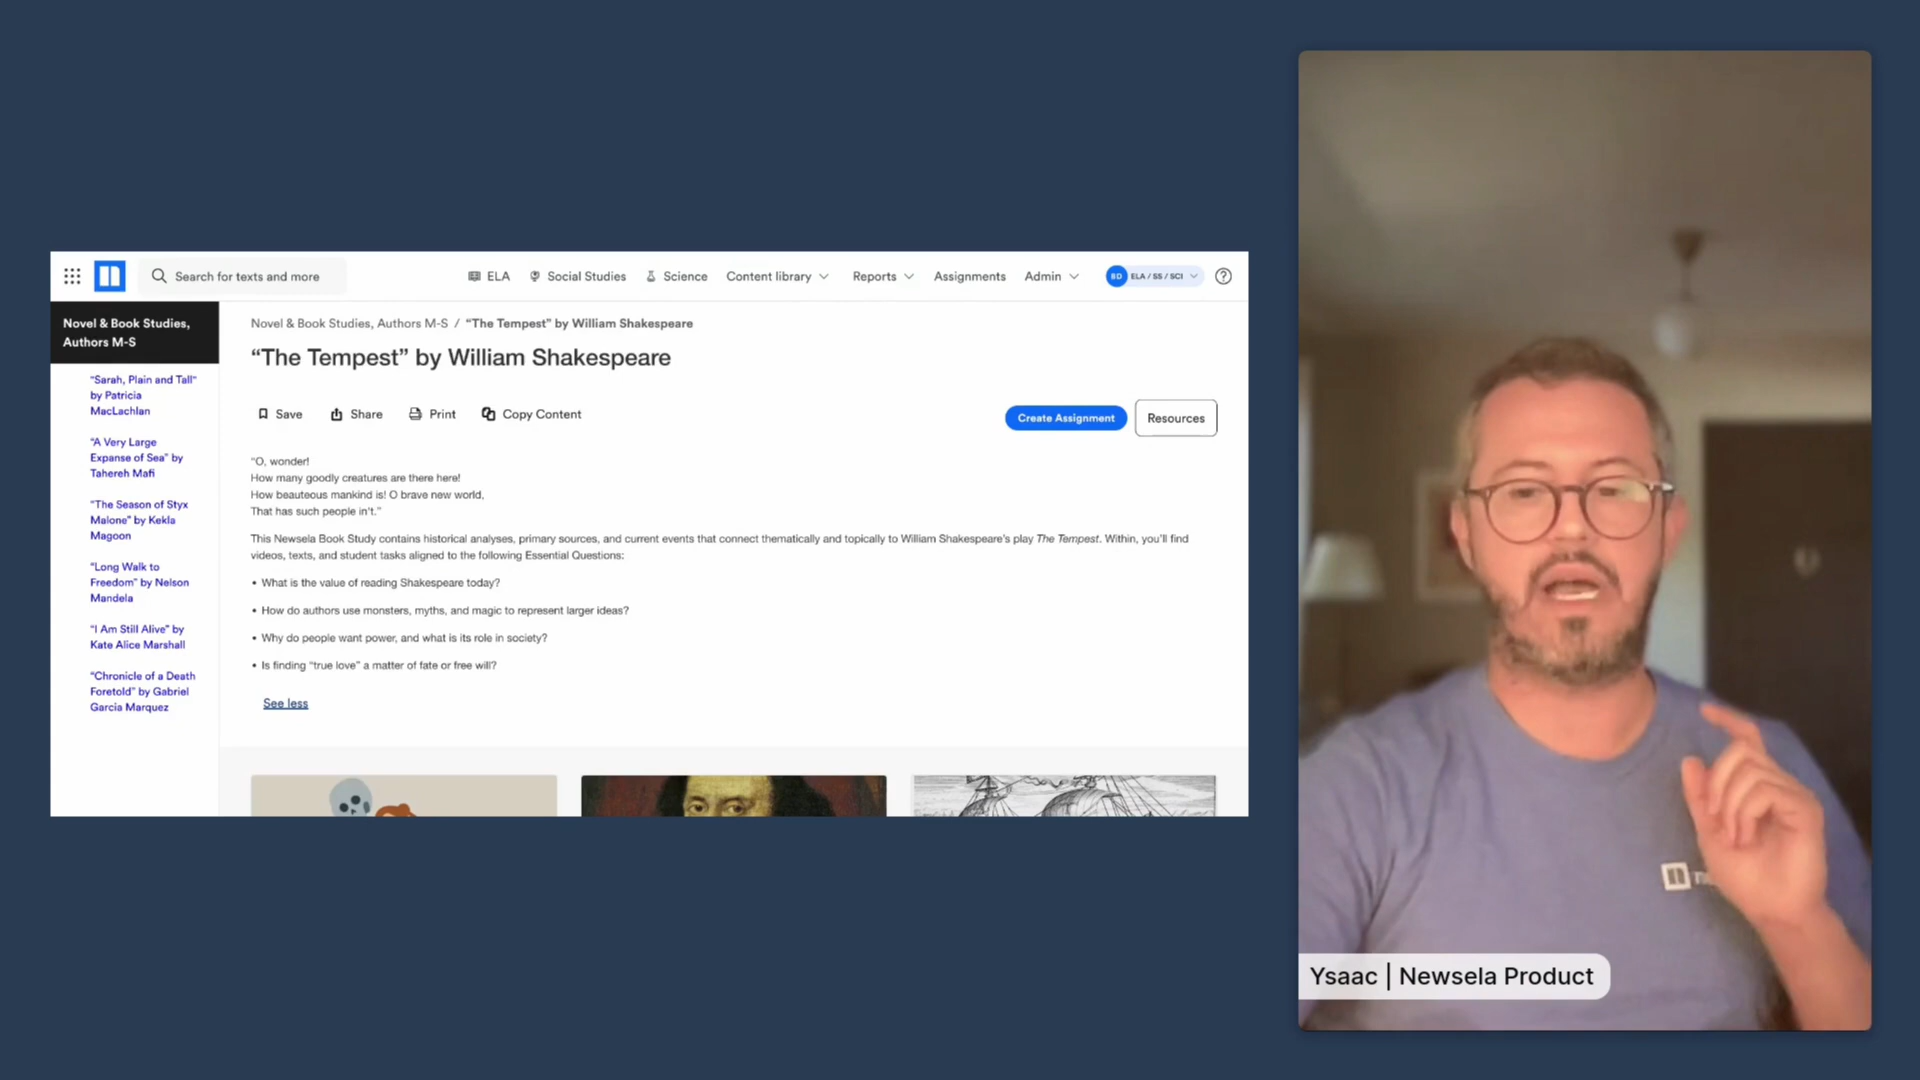 Search for texts and more
ELA
Social Studies
Science
Content library
Reports
Assignments
Admin
BD
ELA / SS / SCI
Novel & Book Studies,
Authors M-S
"Sarah, Plain and Tall"
by Patricia
MacLachlan
"A Very Large
Expanse of Sea" by
Tahereh Mafi
"The Season of Styx
Malone" by Kekla
Magoon
"Long Walk to
Freedom" by Nelson
Mandela
"I Am Still Alive" by
Kate Alice Marshall
"Chronicle of a Death
Foretold" by Gabriel
Garcia Marquez
Novel & Book Studies, Authors M-S / “The Tempest” by William Shakespeare
“The Tempest” by William Shakespeare
Save
Share
Print
Copy Content
Create Assignment
Resources
“O, wonder!
How many goodly creatures are there here!
How beauteous mankind is! O brave new world,
That has such people in't.”
This Newsela Book Study contains historical analyses, primary sources, and current events that connect thematically and topically to William Shakespeare's play The Tempest. Within, you'll find
videos, texts, and student tasks aligned to the following Essential Questions:
• What is the value of reading Shakespeare today?
• How do authors use monsters, myths, and magic to represent larger ideas?
• Why do people want power, and what is its role in society?
• Is finding “true love” a matter of fate or free will?
See less
Ysaac | Newsela Product